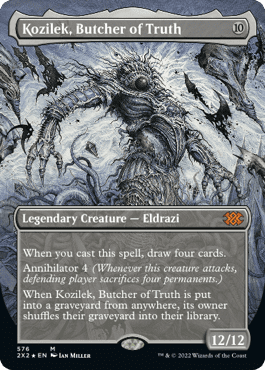 Kozilek, Butcher of Truth 10
Legendary Creature — Eldrazi
When you cast this spell, draw four cards.
Annihilator 4 (Whenever this creature attacks,
defending player sacrifices four permanents.)
When Kozilek, Butcher of Truth is put
into a graveyard from anywhere, its owner
shuffles their graveyard into their library.
12/12
576 M
2X2 ★ EN Ian Miller
™ & © 2022 Wizards of the Coast